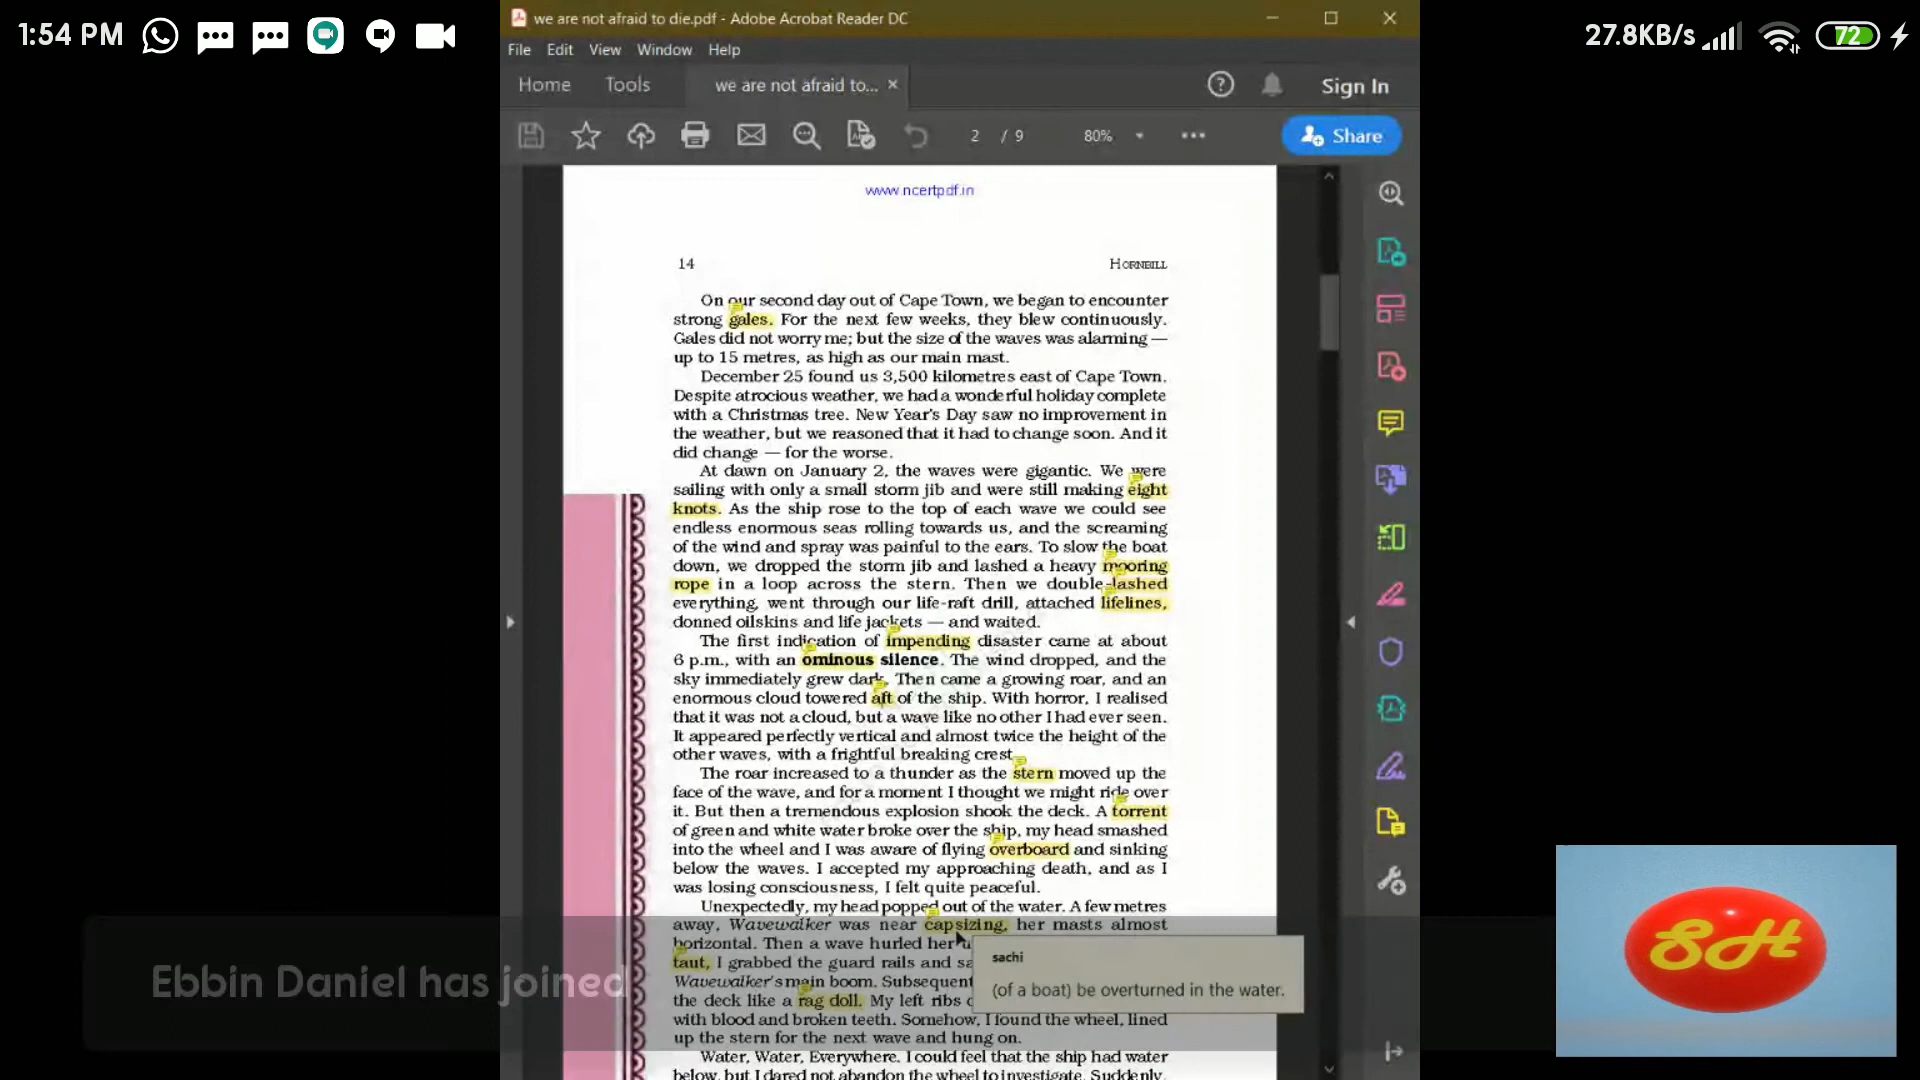 1:54 PM
27.8KB/s
72
we are not afraid to die.pdf - Adobe Acrobat Reader DC
File Edit View Window Help
Home Tools we are not afraid to... × Sign In
2 / 9 80% Share
www.ncertpdf.in
14 HORNBILL
On our second day out of Cape Town, we began to encounter
strong gales. For the next few weeks, they blew continuously.
Gales did not worry me; but the size of the waves was alarming —
up to 15 metres, as high as our main mast.
December 25 found us 3,500 kilometres east of Cape Town.
Despite atrocious weather, we had a wonderful holiday complete
with a Christmas tree. New Year's Day saw no improvement in
the weather, but we reasoned that it had to change soon. And it
did change — for the worse.
At dawn on January 2, the waves were gigantic. We were
sailing with only a small storm jib and were still making eight
knots. As the ship rose to the top of each wave we could see
endless enormous seas rolling towards us, and the screaming
of the wind and spray was painful to the ears. To slow the boat
down, we dropped the storm jib and lashed a heavy mooring
rope in a loop across the stern. Then we double-lashed
everything, went through our life-raft drill, attached lifelines,
donned oilskins and life jackets — and waited.
The first indication of impending disaster came at about
6 p.m., with an ominous silence. The wind dropped, and the
sky immediately grew dark. Then came a growing roar, and an
enormous cloud towered aft of the ship. With horror, I realised
that it was not a cloud, but a wave like no other I had ever seen.
It appeared perfectly vertical and almost twice the height of the
other waves, with a frightful breaking crest.
The roar increased to a thunder as the stern moved up the
face of the wave, and for a moment I thought we might ride over
it. But then a tremendous explosion shook the deck. A torrent
of green and white water broke over the ship, my head smashed
into the wheel and I was aware of flying overboard and sinking
below the waves. I accepted my approaching death, and as I
was losing consciousness, I felt quite peaceful.
Unexpectedly, my head popped out of the water. A few metres
away, Wavewalker was near capsizing, her masts almost
horizontal. Then a wave hurled her
taut, I grabbed the guard rails and
Wavewalker's main boom. Subsequent
the deck like a rag doll. My left ribs
with blood and broken teeth. Somehow, I found the wheel, lined
up the stern for the next wave and hung on.
Water, Water, Everywhere. I could feel that the ship had water
below, but I dared not abandon the wheel to investigate. Suddenly,
sachi
(of a boat) be overturned in the water.
Ebbin Daniel has joined
SH